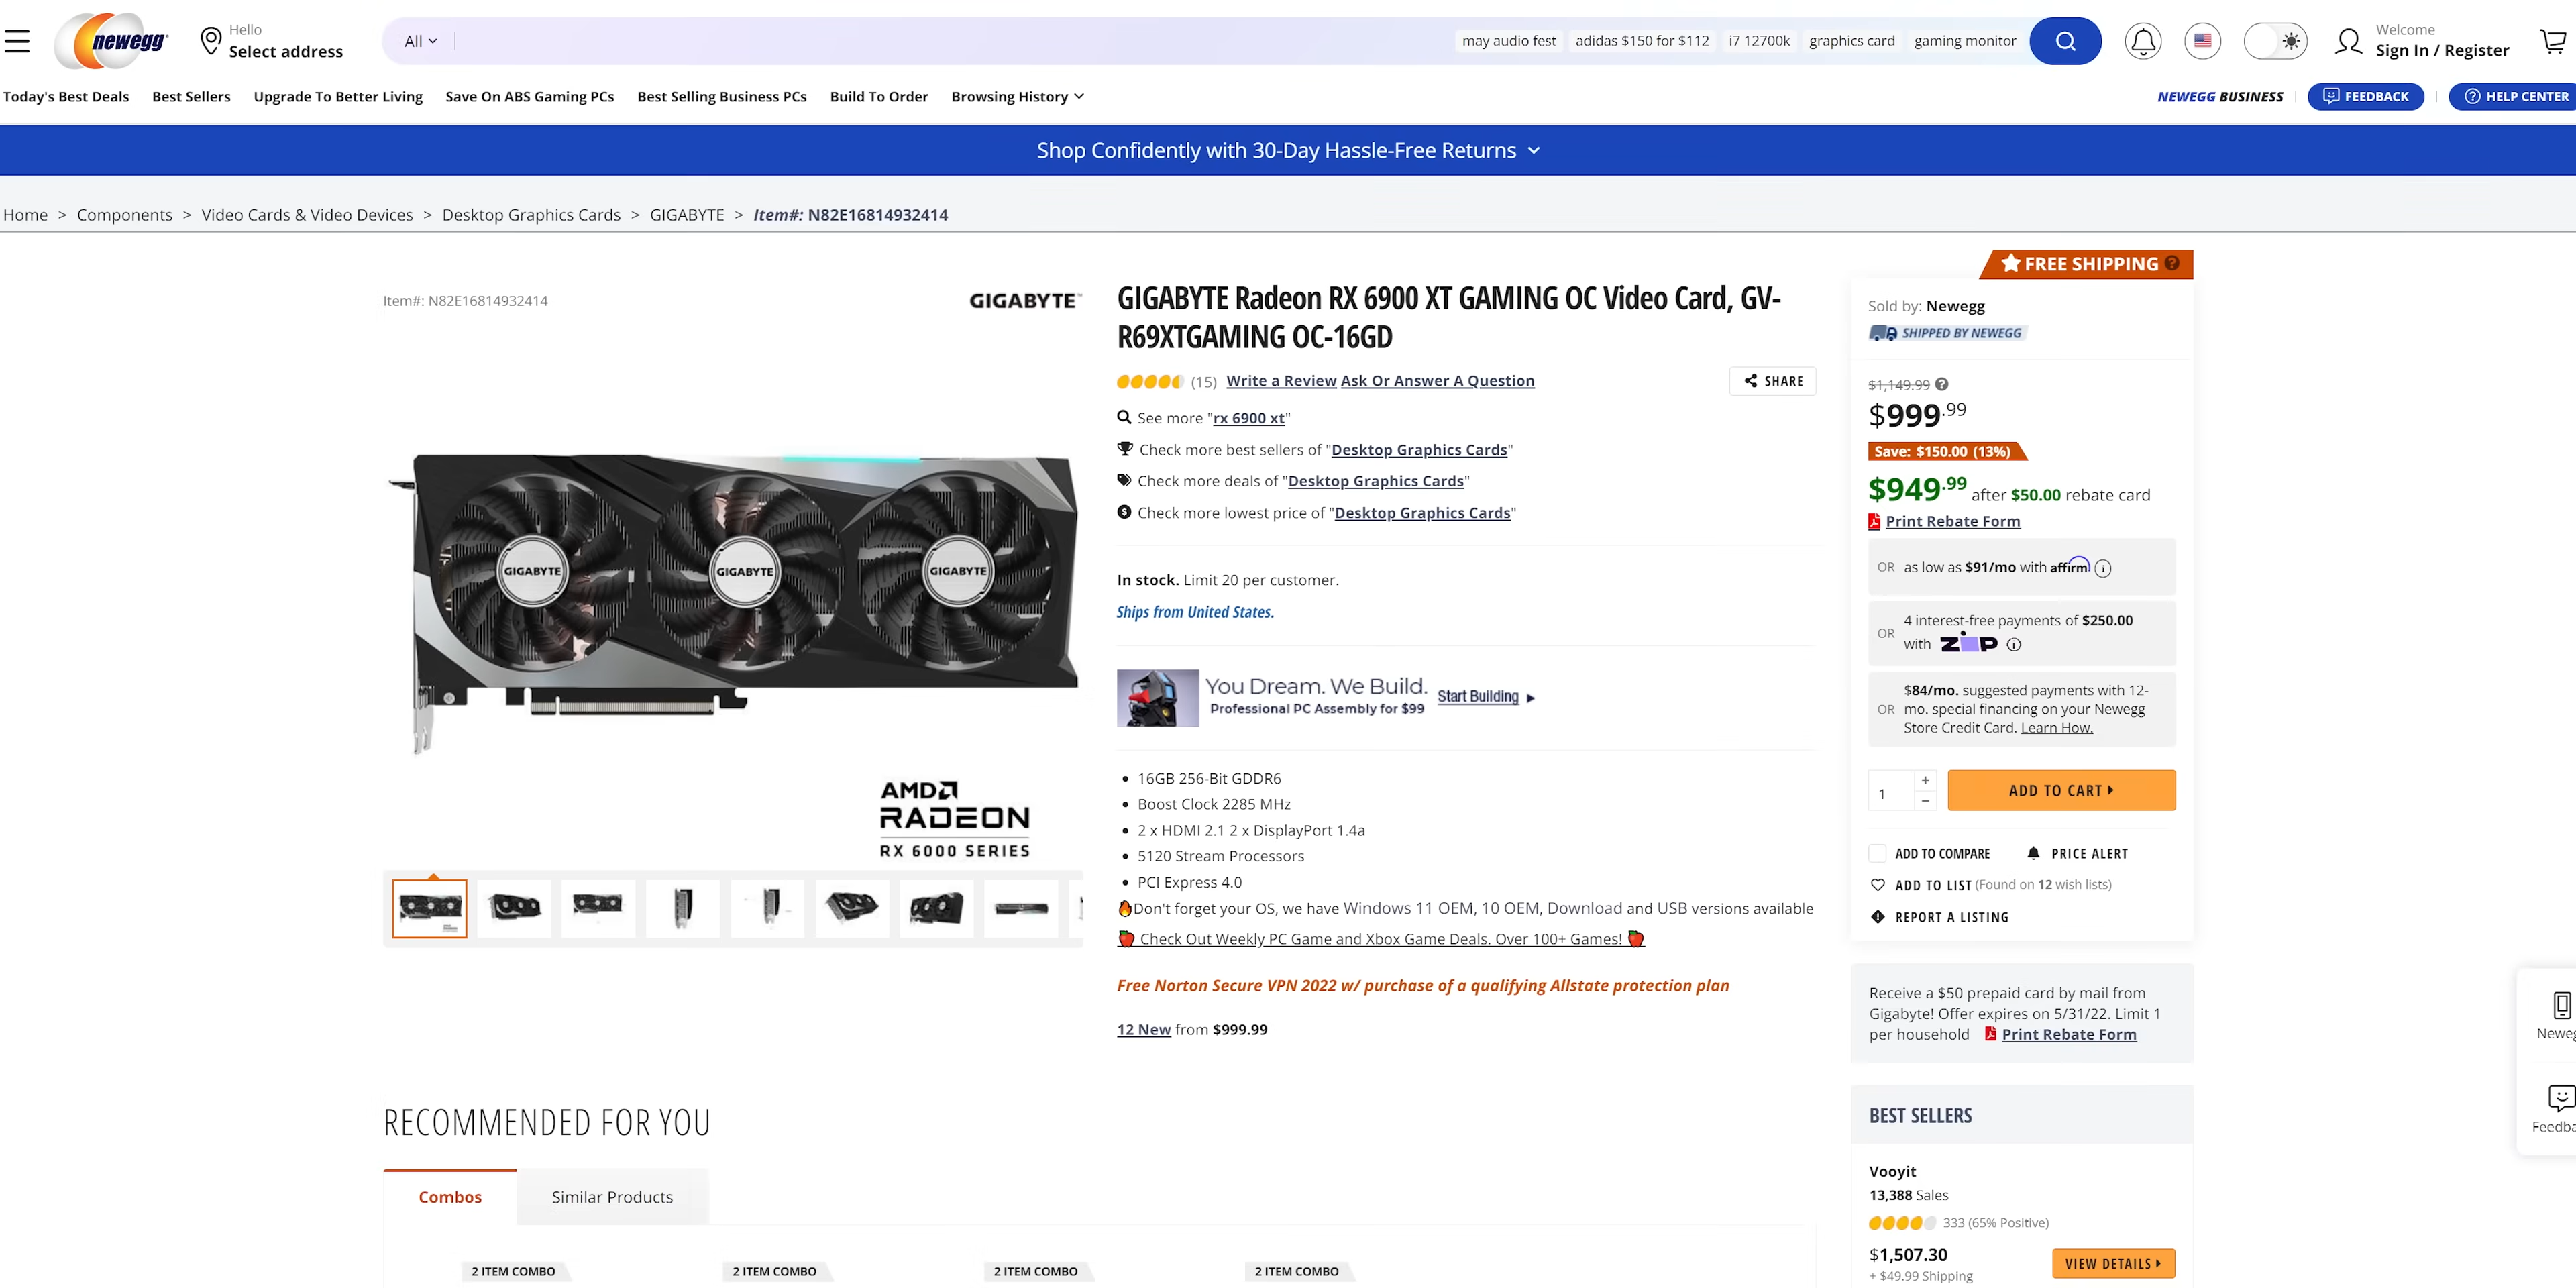 newegg
Hello
Select address
All
may audio fest
adidas $150 for $112
i7 12700k
graphics card
gaming monitor
Welcome
Sign In / Register
Today's Best Deals
Best Sellers
Upgrade To Better Living
Save On ABS Gaming PCs
Best Selling Business PCs
Build To Order
Browsing History
NEWEGG BUSINESS
FEEDBACK
HELP CENTER
Shop Confidently with 30-Day Hassle-Free Returns
Home > Components > Video Cards & Video Devices > Desktop Graphics Cards > GIGABYTE > Item#: N82E16814932414
Item#: N82E16814932414
GIGABYTE™
GIGABYTE
GIGABYTE
GIGABYTE
AMD
RADEON
RX 6000 SERIES
GIGABYTE Radeon RX 6900 XT GAMING OC Video Card, GV-
R69XTGAMING OC-16GD
(15) Write a Review Ask Or Answer A Question
SHARE
See more "rx 6900 xt"
Check more best sellers of "Desktop Graphics Cards"
Check more deals of "Desktop Graphics Cards"
Check more lowest price of "Desktop Graphics Cards"
In stock. Limit 20 per customer.
Ships from United States.
You Dream. We Build.
Professional PC Assembly for $99
Start Building
• 16GB 256-Bit GDDR6
• Boost Clock 2285 MHz
• 2 x HDMI 2.1 2 x DisplayPort 1.4a
• 5120 Stream Processors
• PCI Express 4.0
🔥Don't forget your OS, we have Windows 11 OEM, 10 OEM, Download and USB versions available
🍎 Check Out Weekly PC Game and Xbox Game Deals. Over 100+ Games! 🍎
Free Norton Secure VPN 2022 w/ purchase of a qualifying Allstate protection plan
12 New from $999.99
FREE SHIPPING
Sold by: Newegg
SHIPPED BY NEWEGG
$1,149.99
$999.99
Save: $150.00 (13%)
$949.99 after $50.00 rebate card
Print Rebate Form
OR as low as $91/mo with affirm
OR 4 interest-free payments of $250.00
with ZIP
OR $84/mo. suggested payments with 12-
mo. special financing on your Newegg
Store Credit Card. Learn How.
1 + −
ADD TO CART
ADD TO COMPARE
PRICE ALERT
ADD TO LIST (Found on 12 wish lists)
REPORT A LISTING
Receive a $50 prepaid card by mail from
Gigabyte! Offer expires on 5/31/22. Limit 1
per household Print Rebate Form
BEST SELLERS
Vooyit
13,388 Sales
333 (65% Positive)
$1,507.30
+ $49.99 Shipping
VIEW DETAILS
Neweg
Feedba
RECOMMENDED FOR YOU
Combos
Similar Products
2 ITEM COMBO
2 ITEM COMBO
2 ITEM COMBO
2 ITEM COMBO